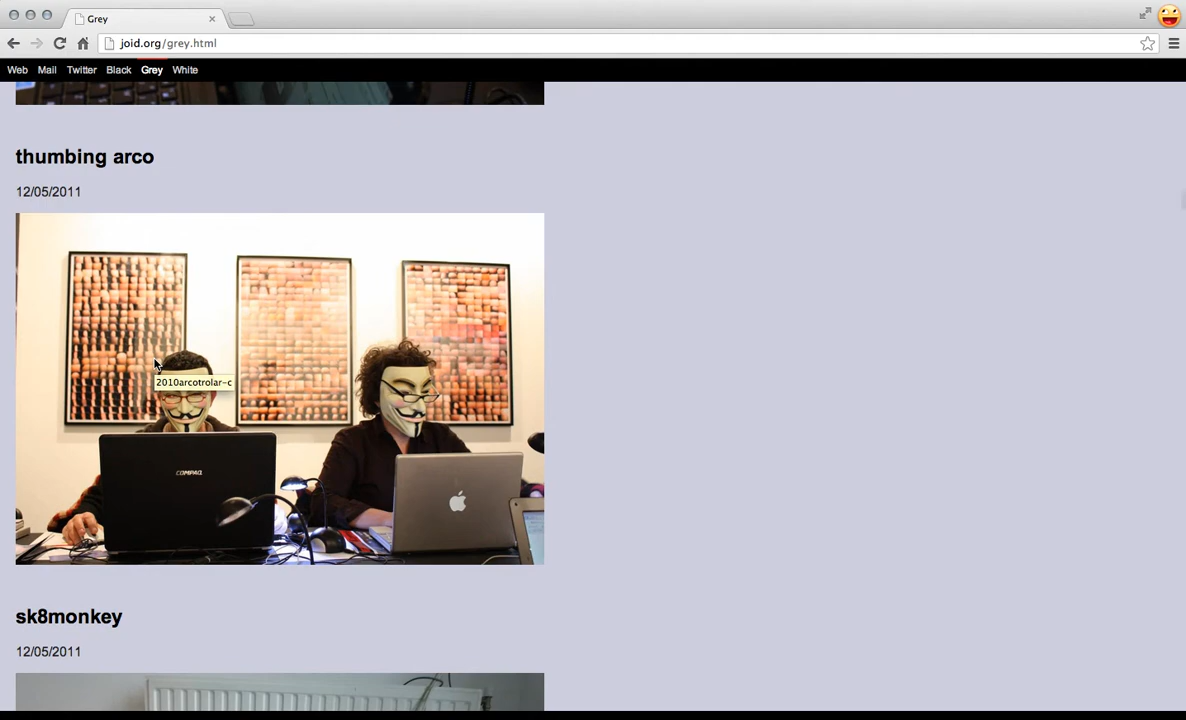 Grey
joid.org/grey.html
Web Mail Twitter Black Grey White
thumbing arco
12/05/2011
2010arcotrolar-c
COMPAQ
sk8monkey
12/05/2011